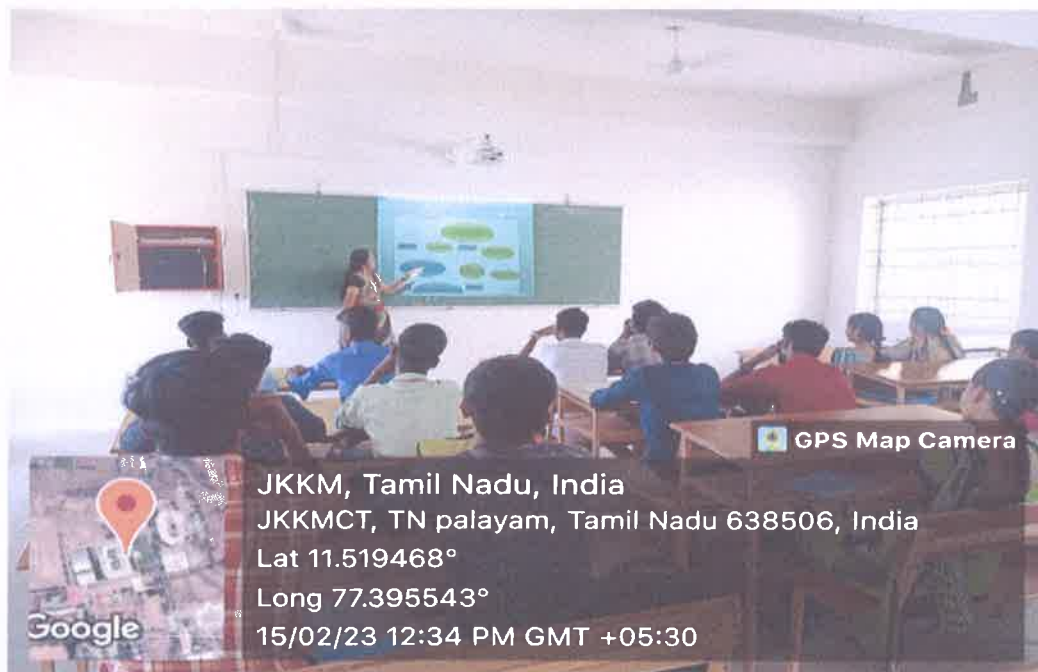 GPS Map Camera
JKKM, Tamil Nadu, India
JKKMCT, TN palayam, Tamil Nadu 638506, India
Lat 11.519468°
Long 77.395543°
15/02/23 12:34 PM GMT +05:30
Google